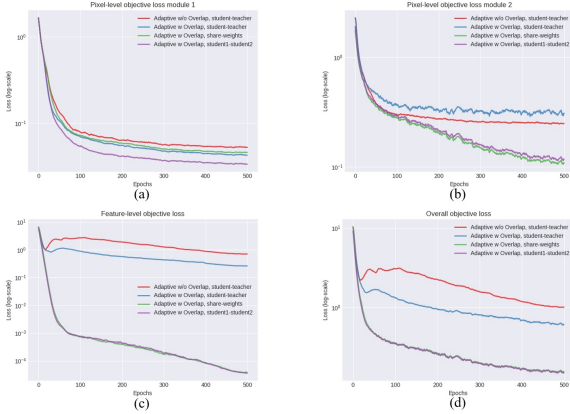 Pixel-level objective loss module 1
Loss (log-scale)
10⁰
10⁻¹
Adaptive w/o Overlap, student-teacher
Adaptive w Overlap, student-teacher
Adaptive w Overlap, share-weights
Adaptive w Overlap, student1-student2
0 100 200 300 400 500
Epochs
(a)
Pixel-level objective loss module 2
Loss (log-scale)
10⁰
10⁻¹
Adaptive w/o Overlap, student-teacher
Adaptive w Overlap, student-teacher
Adaptive w Overlap, share-weights
Adaptive w Overlap, student1-student2
0 100 200 300 400 500
Epochs
(b)
Feature-level objective loss
Loss (log-scale)
10¹
10⁰
10⁻¹
10⁻²
10⁻³
10⁻⁴
Adaptive w/o Overlap, student-teacher
Adaptive w Overlap, student-teacher
Adaptive w Overlap, share-weights
Adaptive w Overlap, student1-student2
0 100 200 300 400 500
Epochs
(c)
Overall objective loss
Loss (log-scale)
10¹
10⁰
Adaptive w/o Overlap, student-teacher
Adaptive w Overlap, student-teacher
Adaptive w Overlap, share-weights
Adaptive w Overlap, student1-student2
0 100 200 300 400 500
Epochs
(d)